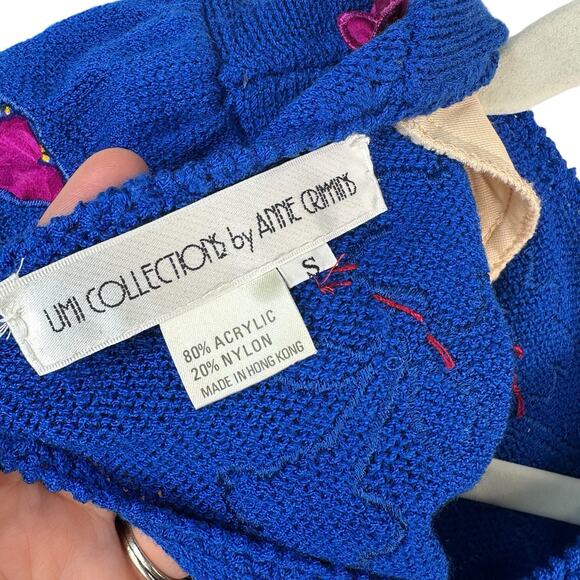 UMI COLLECTIONS by ANNE CRIMMINS
S
80% ACRYLIC
20% NYLON
MADE IN HONG KONG